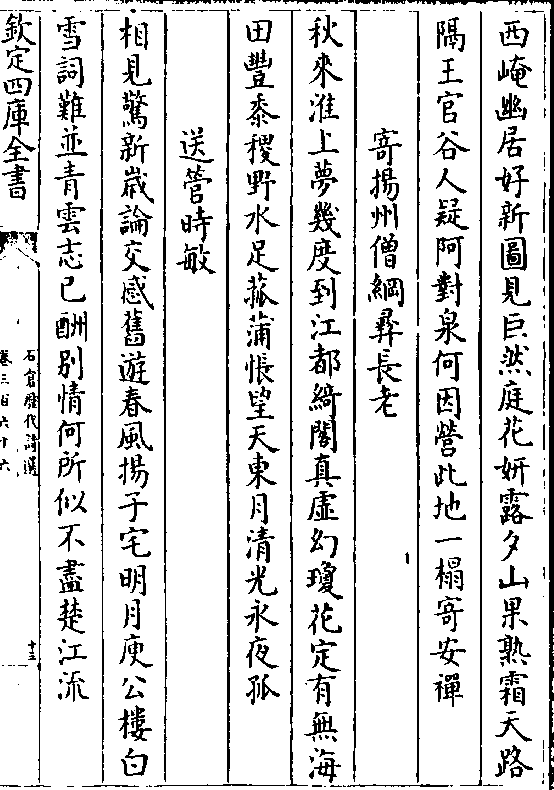 西崦幽居好新圖見巨然庭花妍露夕山果熟霜天路
隔王官谷人疑阿對泉何因營此地一榻寄安禪
寄揚州僧綱彛長老
秋來淮上夢幾度到江都綺閣真虚幻瓊花定有無海
田豐黍稷野水足菰蒲悵望天東月清光永夜孤
送管時敏
相見驚新嵗論交感舊遊春風揚子宅明月庾公樓白
雪詞難並青雲志已酬别情何所似不盡楚江流
欽定四庫全書
石倉歴代詩選
卷三百六十六
十三